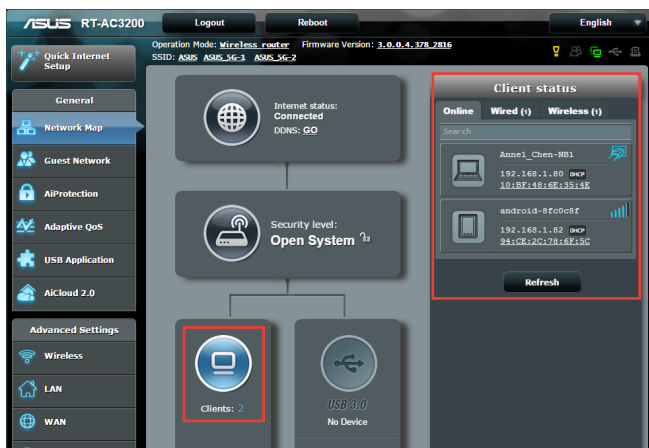 ASUS RT-AC3200
Logout
Reboot
English
Quick Internet
Setup
Operation Mode: Wireless router Firmware Version: 3.0.0.4.378_2816
SSID: ASUS ASUS_5G-1 ASUS_5G-2
General
Network Map
Guest Network
AiProtection
Adaptive QoS
USB Application
AiCloud 2.0
Advanced Settings
Wireless
LAN
WAN
Internet status:
Connected
DDNS: GO
Security level:
Open System
Clients: 2
USB 3.0
No Device
Client status
Online Wired (1) Wireless (1)
Search
Anne1_Chen-NB1
192.168.1.80 DHCP
10:BF:48:6E:35:4E
android-8fc0c8f
192.168.1.82 DHCP
94:CE:2C:78:6F:5C
Refresh